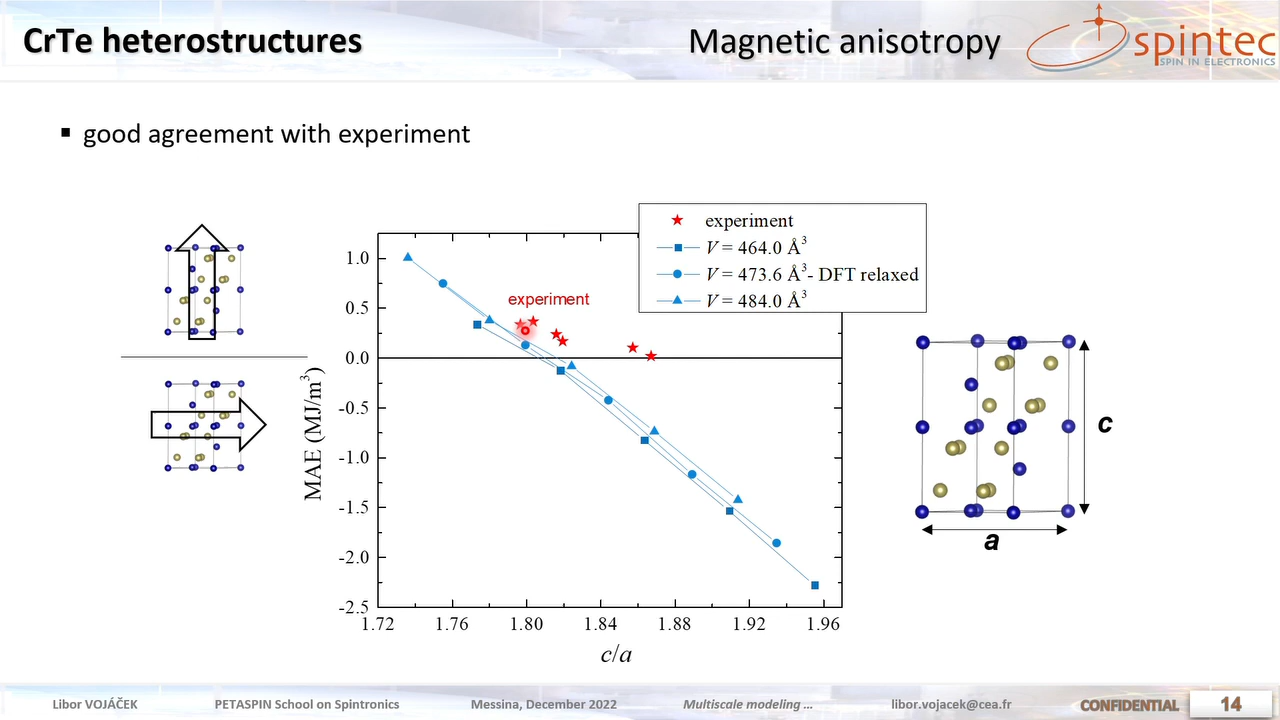 CrTe heterostructures
Magnetic anisotropy
spintec
SPIN IN ELECTRONICS
▪ good agreement with experiment
experiment
V = 464.0 Å³
V = 473.6 Å³- DFT relaxed
V = 484.0 Å³
experiment
1.0
0.5
0.0
-0.5
-1.0
-1.5
-2.0
-2.5
MAE (MJ/m³)
1.72 1.76 1.80 1.84 1.88 1.92 1.96
c/a
c
a
Libor VOJÁČEK PETASPIN School on Spintronics Messina, December 2022 Multiscale modeling ... libor.vojacek@cea.fr CONFIDENTIAL 14